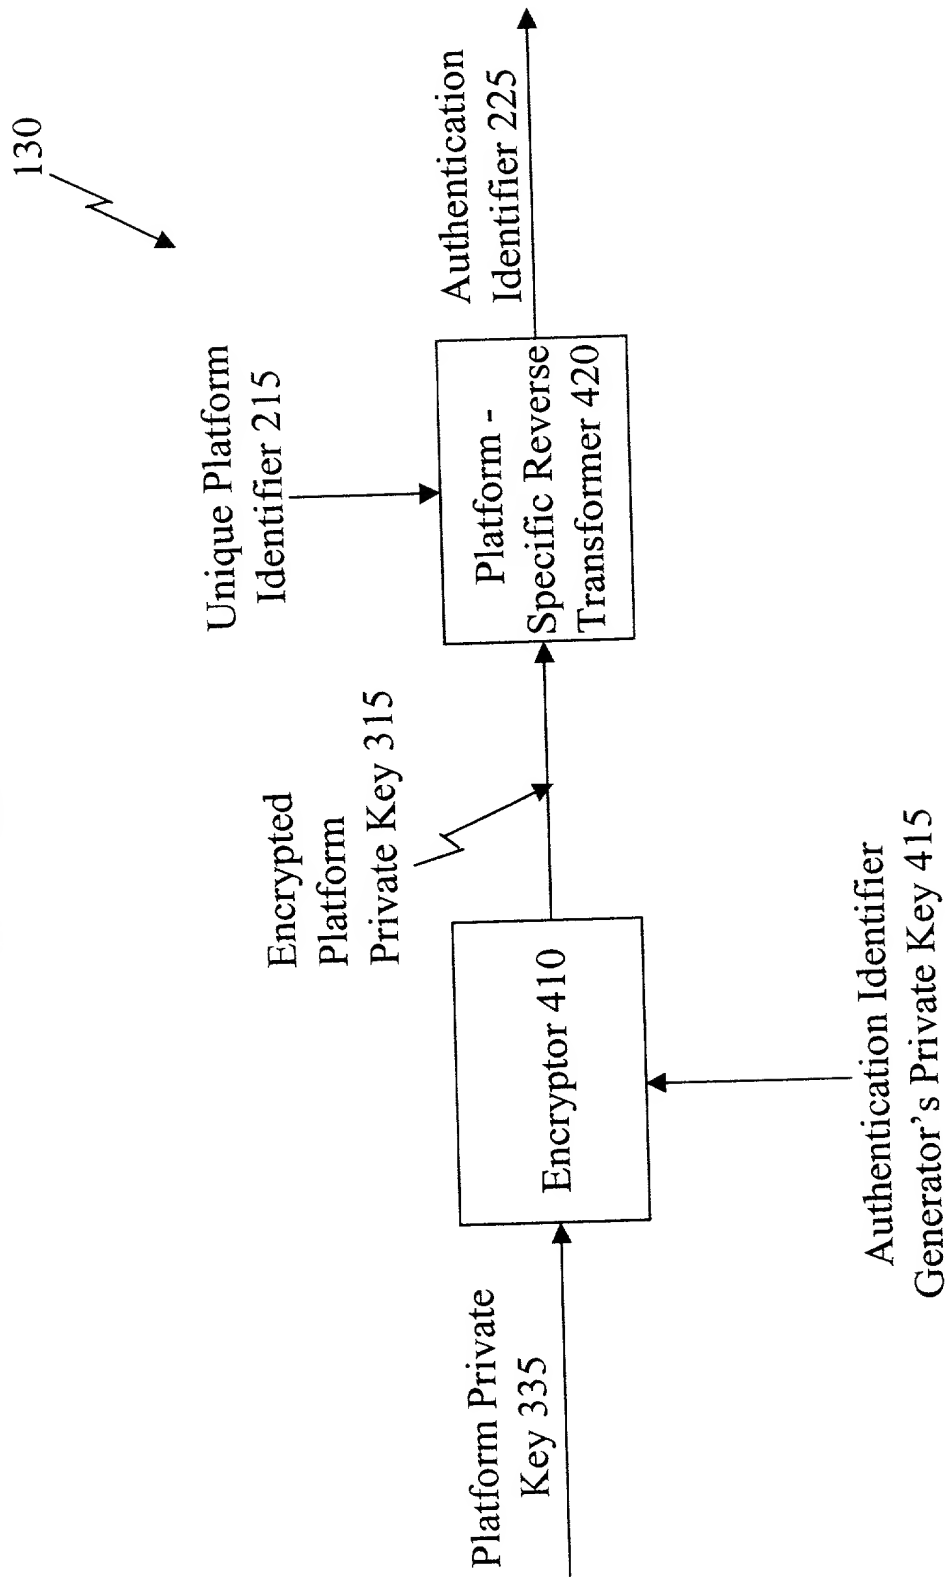 130
Unique Platform
Identifier 215
Authentication
Identifier 225
Encrypted
Platform
Private Key 315
Platform -
Specific Reverse
Transformer 420
Platform Private
Key 335
Encryptor 410
Authentication Identifier
Generator's Private Key 415